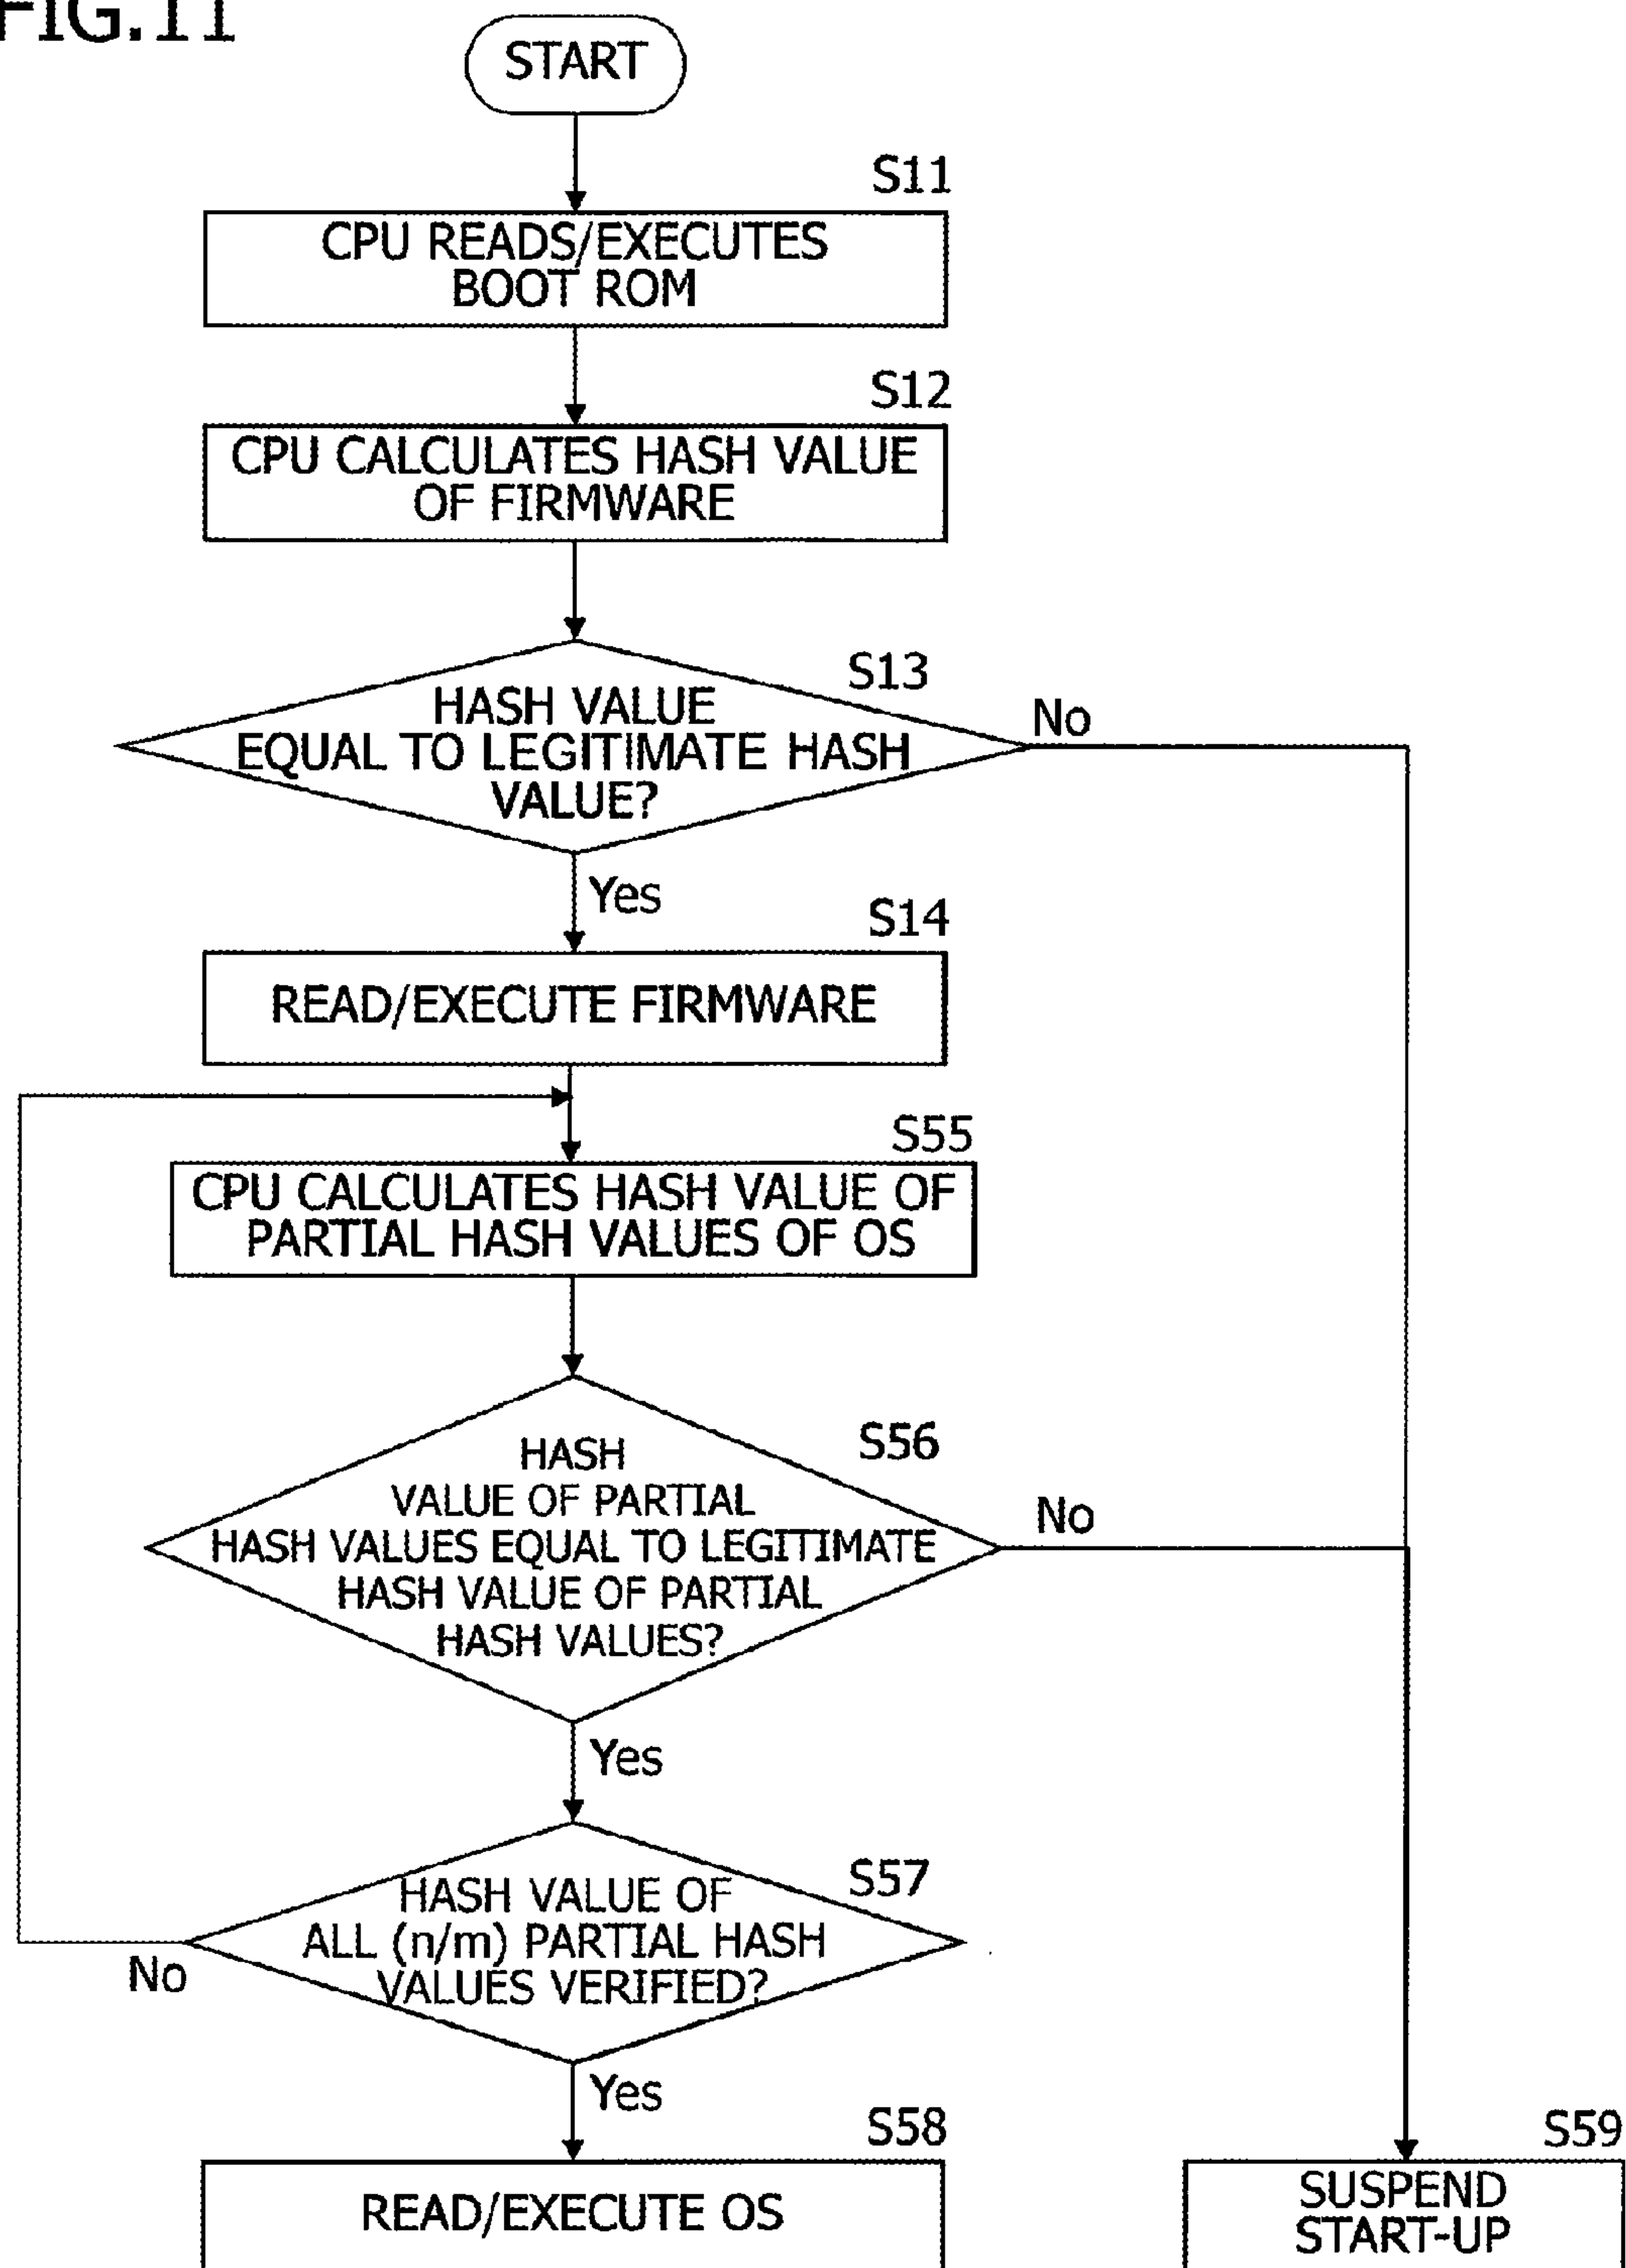 FIG.11
START
S11
CPU READS/EXECUTES
BOOT ROM
S12
CPU CALCULATES HASH VALUE
OF FIRMWARE
S13
HASH VALUE
EQUAL TO LEGITIMATE HASH
VALUE?
No
Yes
S14
READ/EXECUTE FIRMWARE
S55
CPU CALCULATES HASH VALUE OF
PARTIAL HASH VALUES OF OS
S56
HASH
VALUE OF PARTIAL
HASH VALUES EQUAL TO LEGITIMATE
HASH VALUE OF PARTIAL
HASH VALUES?
No
Yes
S57
HASH VALUE OF
ALL (n/m) PARTIAL HASH
VALUES VERIFIED?
No
Yes
S58
READ/EXECUTE OS
S59
SUSPEND
START-UP